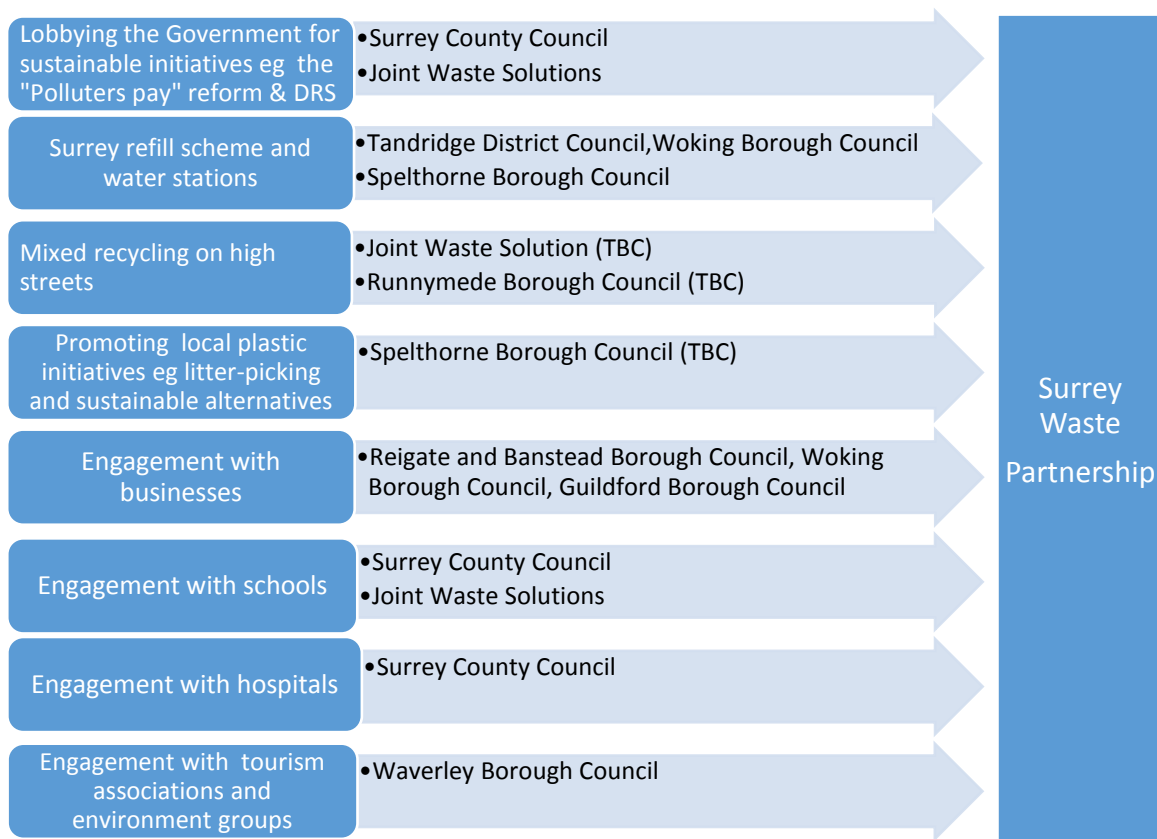 Lobbying the Government for
sustainable initiatives eg the
"Polluters pay" reform & DRS
•Surrey County Council
•Joint Waste Solutions
Surrey refill scheme and
water stations
•Tandridge District Council,Woking Borough Council
•Spelthorne Borough Council
Mixed recycling on high
streets
•Joint Waste Solution (TBC)
•Runnymede Borough Council (TBC)
Promoting local plastic
initiatives eg litter-picking
and sustainable alternatives
•Spelthorne Borough Council (TBC)
Engagement with
businesses
•Reigate and Banstead Borough Council, Woking
Borough Council, Guildford Borough Council
Engagement with schools
•Surrey County Council
•Joint Waste Solutions
Engagement with hospitals
•Surrey County Council
Engagement with tourism
associations and
environment groups
•Waverley Borough Council
Surrey
Waste
Partnership